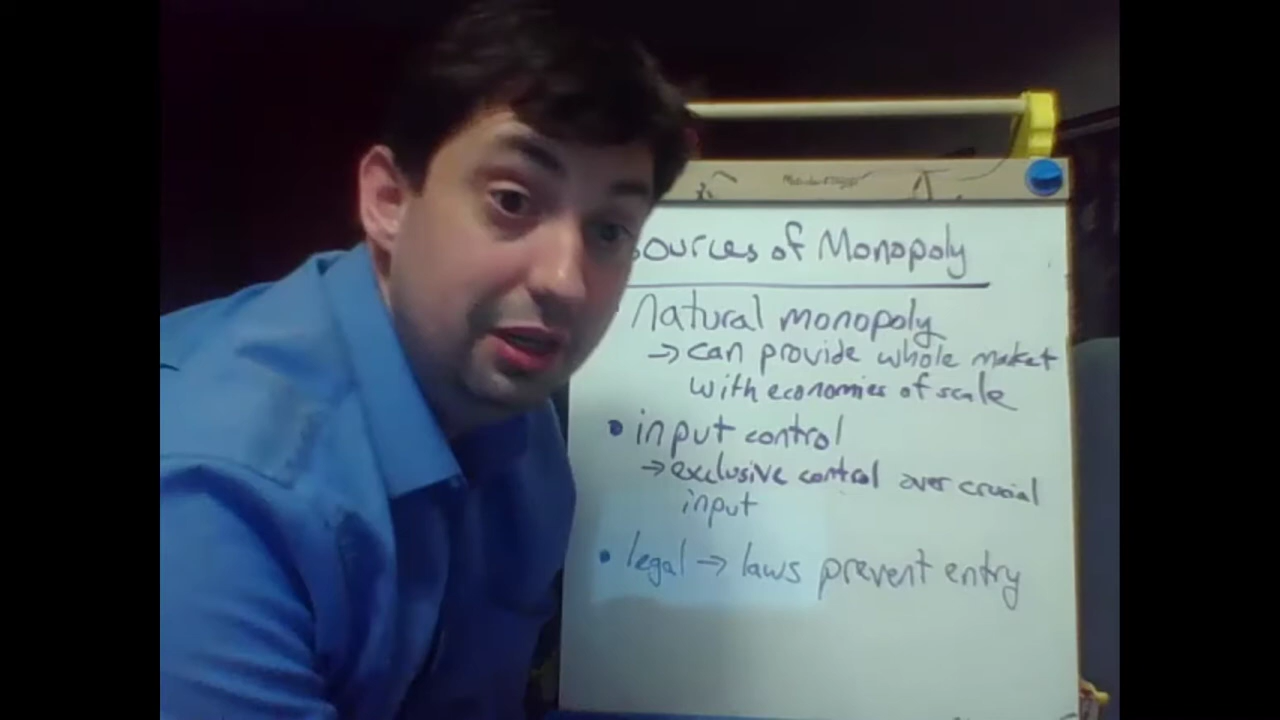 Sources of Monopoly
natural monopoly
→ can provide whole market
with economies of scale
• input control
→ exclusive control over crucial
input
• legal → laws prevent entry